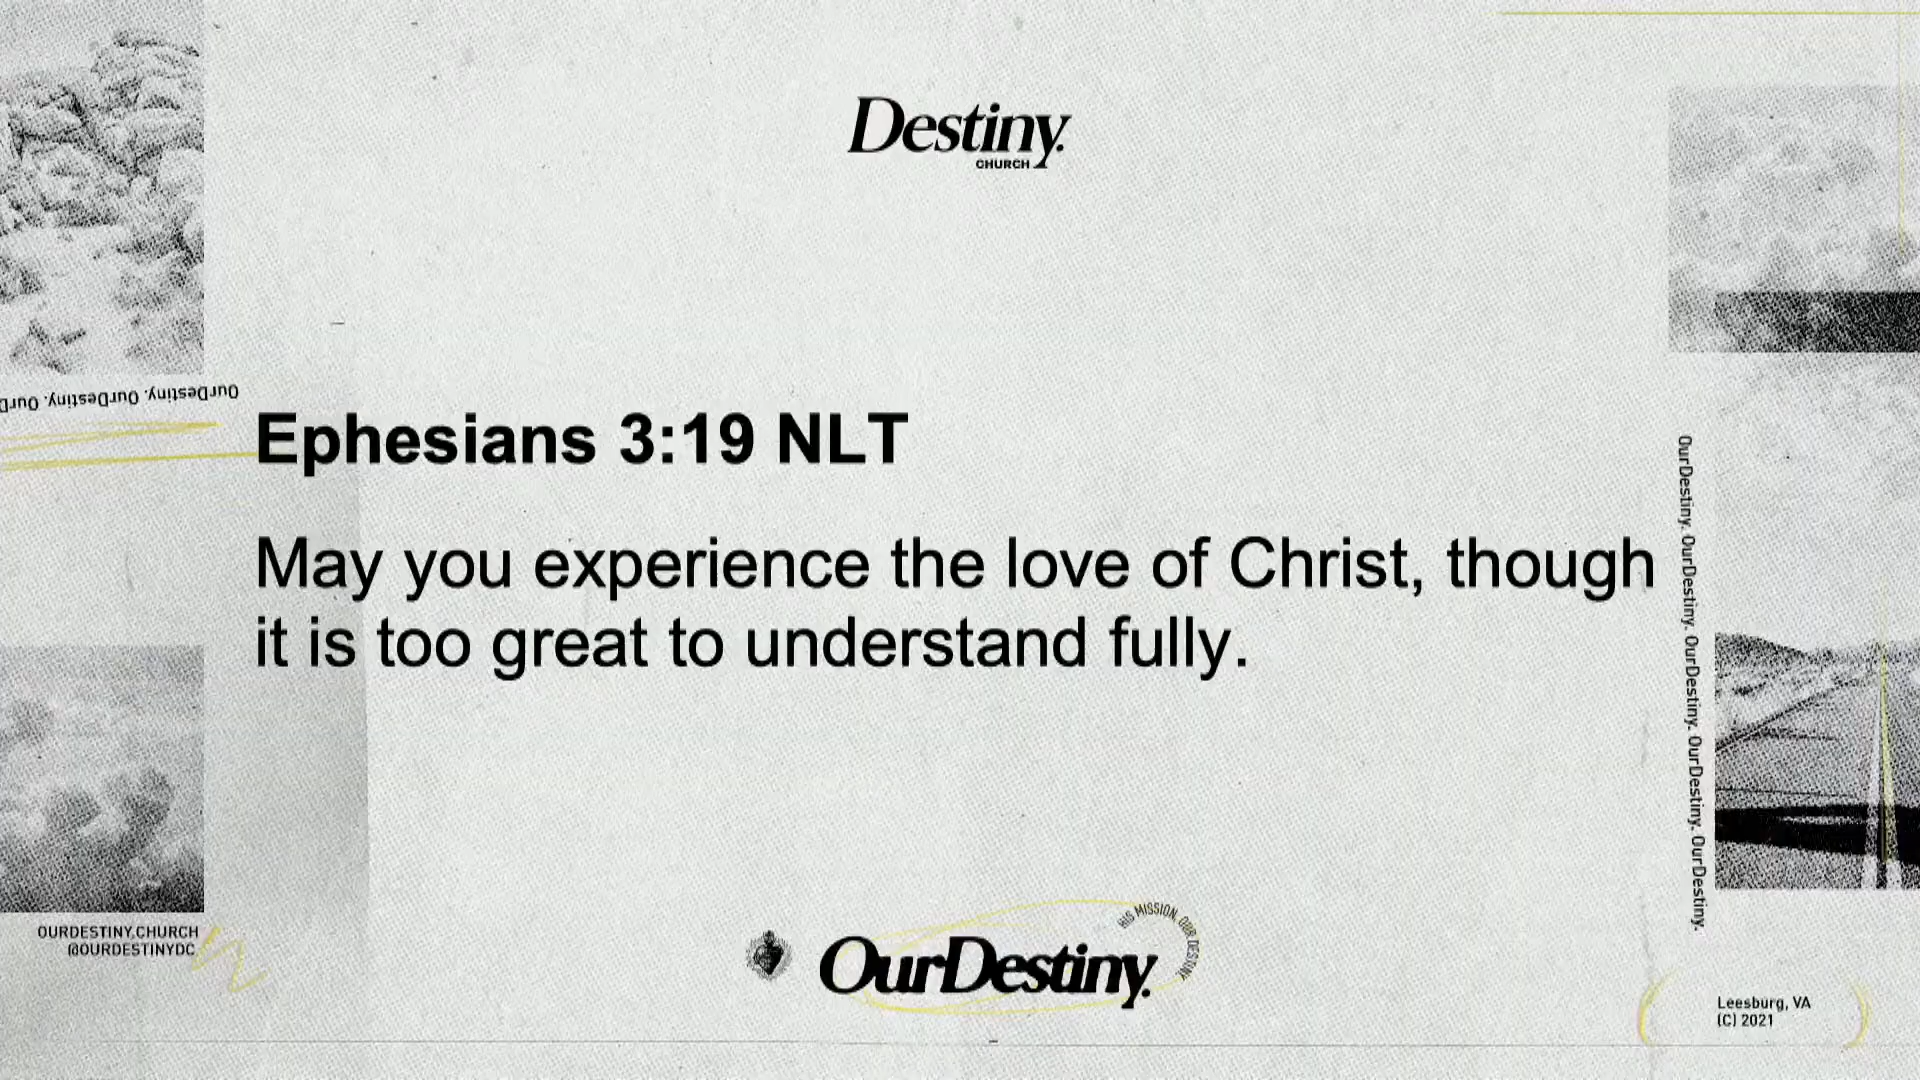 Destiny.
CHURCH
OurDestiny. OurDestiny. OurD
Ephesians 3:19 NLT
May you experience the love of Christ, though
it is too great to understand fully.
OurDestiny. OurDestiny. OurDestiny. OurDestiny. OurDestiny.
OURDESTINY.CHURCH
@OURDESTINYDC
HIS MISSION. OUR DESTINY.
OurDestiny.
Leesburg, VA
(C) 2021